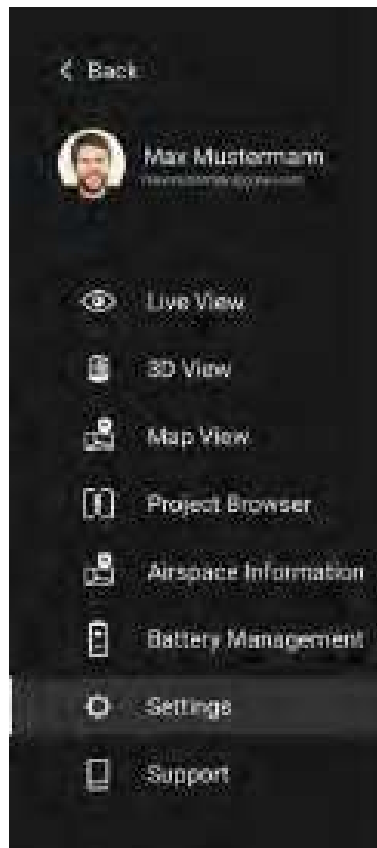 Back
Max Mustermann
Live View
3D View
Map View
Project Browser
Airspace Information
Battery Management
Settings
Support